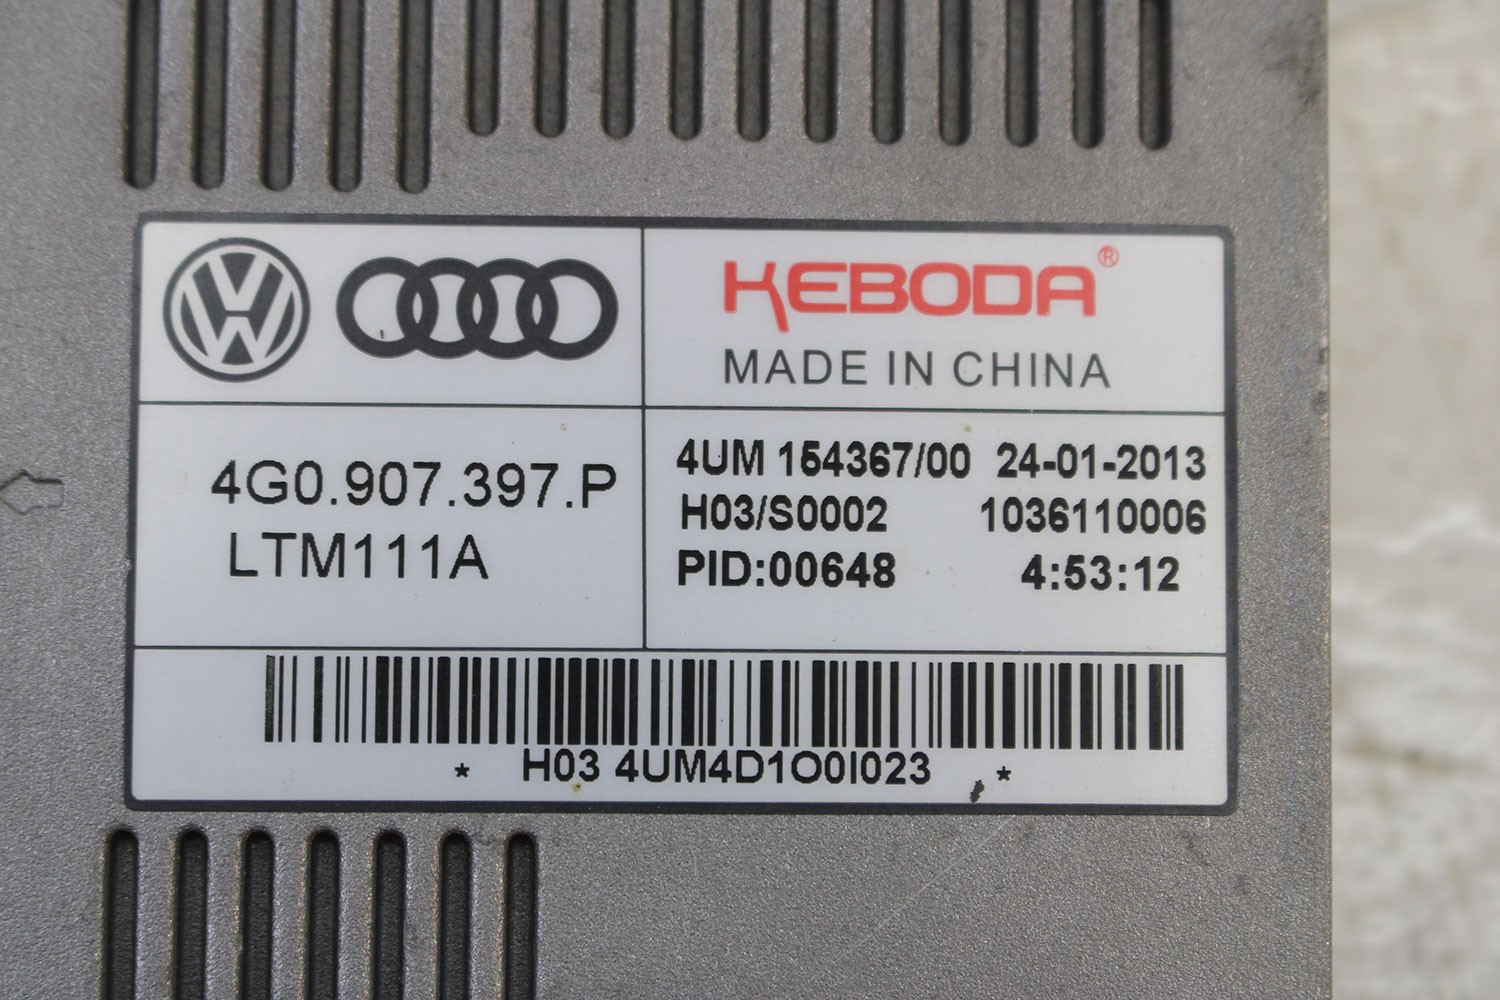 KEBODA®
MADE IN CHINA
4G0.907.397.P
LTM111A
4UM 154367/00 24-01-2013
H03/S0002 1036110006
PID:00648 4:53:12
* H03 4UM4D1O0I023 *